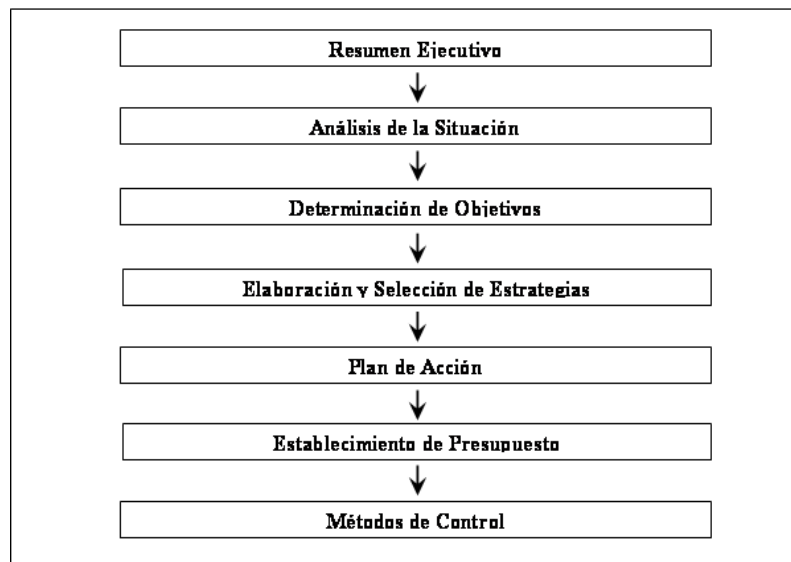 Resumen Ejecutivo
Análisis de la Situación
Determinación de Objetivos
Elaboración y Selección de Estrategias
Plan de Acción
Establecimiento de Presupuesto
Métodos de Control